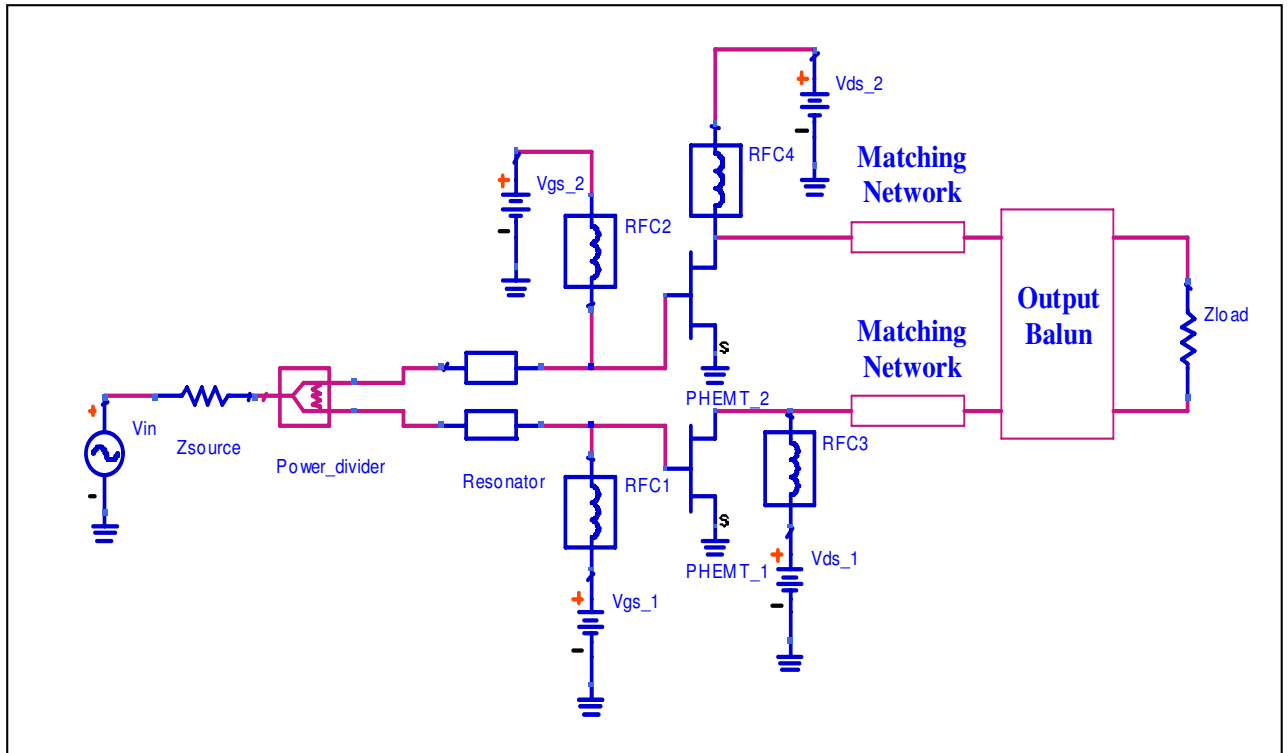 Vds_2
RFC4
Matching
Network
Vgs_2
RFC2
Output
Balun
Zload
Matching
Network
S
PHEMT_2
Vin
Zsource
Power_divider
Resonator
RFC1
RFC3
S
PHEMT_1
Vds_1
Vgs_1